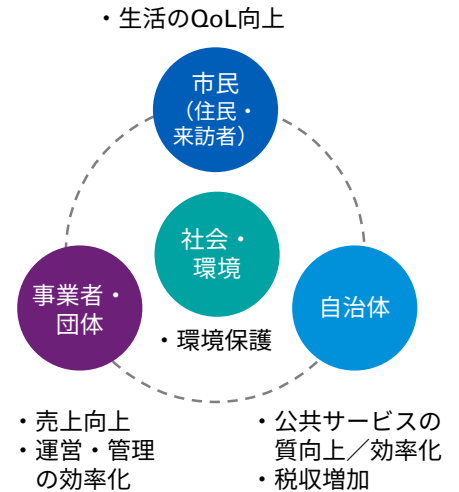 ・生活のQoL向上
市民
（住民・
来訪者）
社会・
環境
・環境保護
事業者・
団体
自治体
・売上向上
・運営・管理
の効率化
・公共サービスの
質向上／効率化
・税収増加